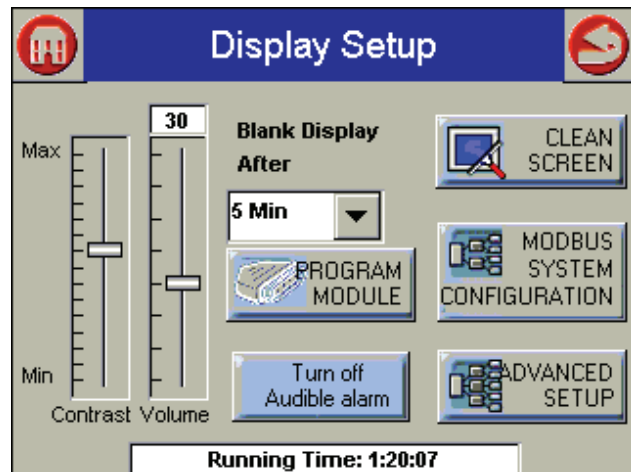 Display Setup
30
Max
Min
Contrast Volume
Blank Display
After
5 Min
PROGRAM
MODULE
Turn off
Audible alarm
CLEAN
SCREEN
MODBUS
SYSTEM
CONFIGURATION
ADVANCED
SETUP
Running Time: 1:20:07